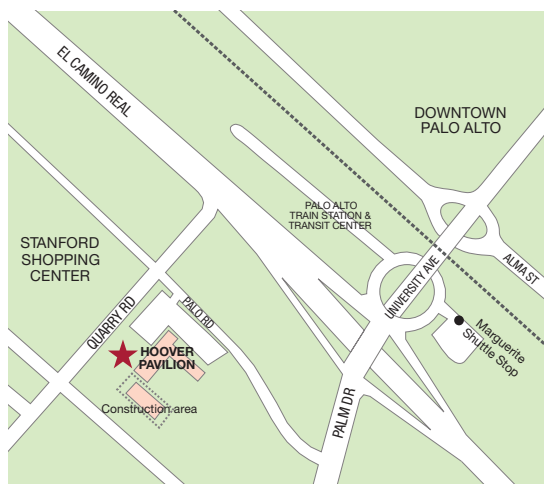 EL CAMINO REAL
DOWNTOWN
PALO ALTO
PALO ALTO
TRAIN STATION &
TRANSIT CENTER
STANFORD
SHOPPING
CENTER
ALMA ST
UNIVERSITY AVE
QUARRY RD
PALO RD
Marguerite
Shuttle Stop
HOOVER
PAVILION
Construction area
PALM DR